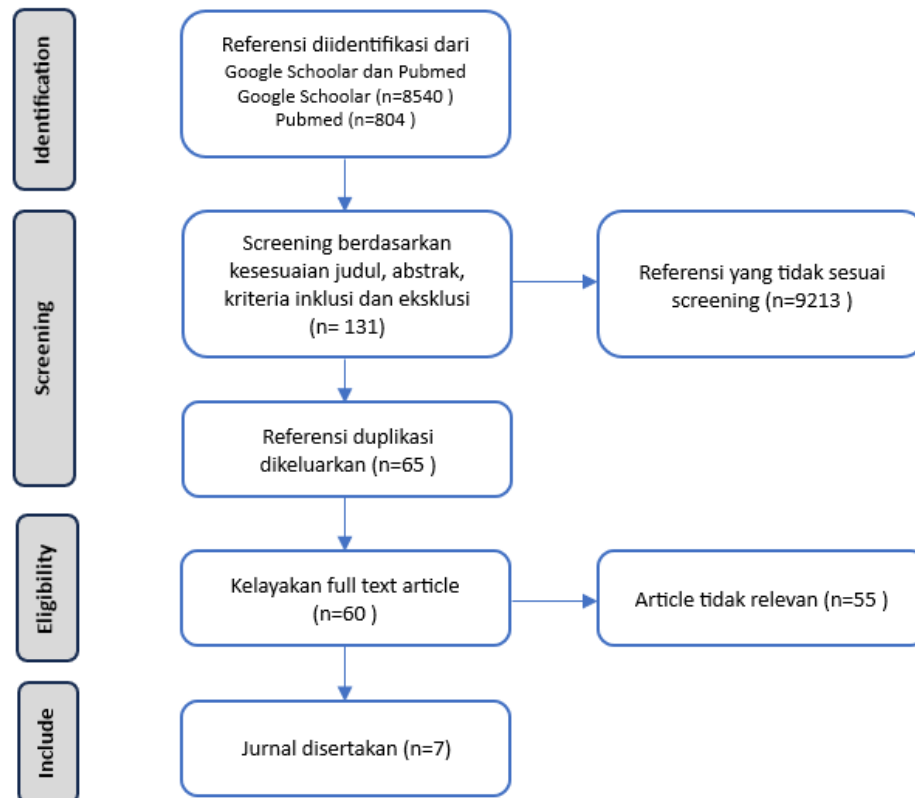 Identification
Referensi diidentifikasi dari
Google Schoolar dan Pubmed
Google Schoolar (n=8540 )
Pubmed (n=804 )
Screening
Screening berdasarkan
kesesuaian judul, abstrak,
kriteria inklusi dan eksklusi
(n= 131)
Referensi yang tidak sesuai
screening (n=9213 )
Referensi duplikasi
dikeluarkan (n=65 )
Eligibility
Kelayakan full text article
(n=60 )
Article tidak relevan (n=55 )
Include
Jurnal disertakan (n=7)